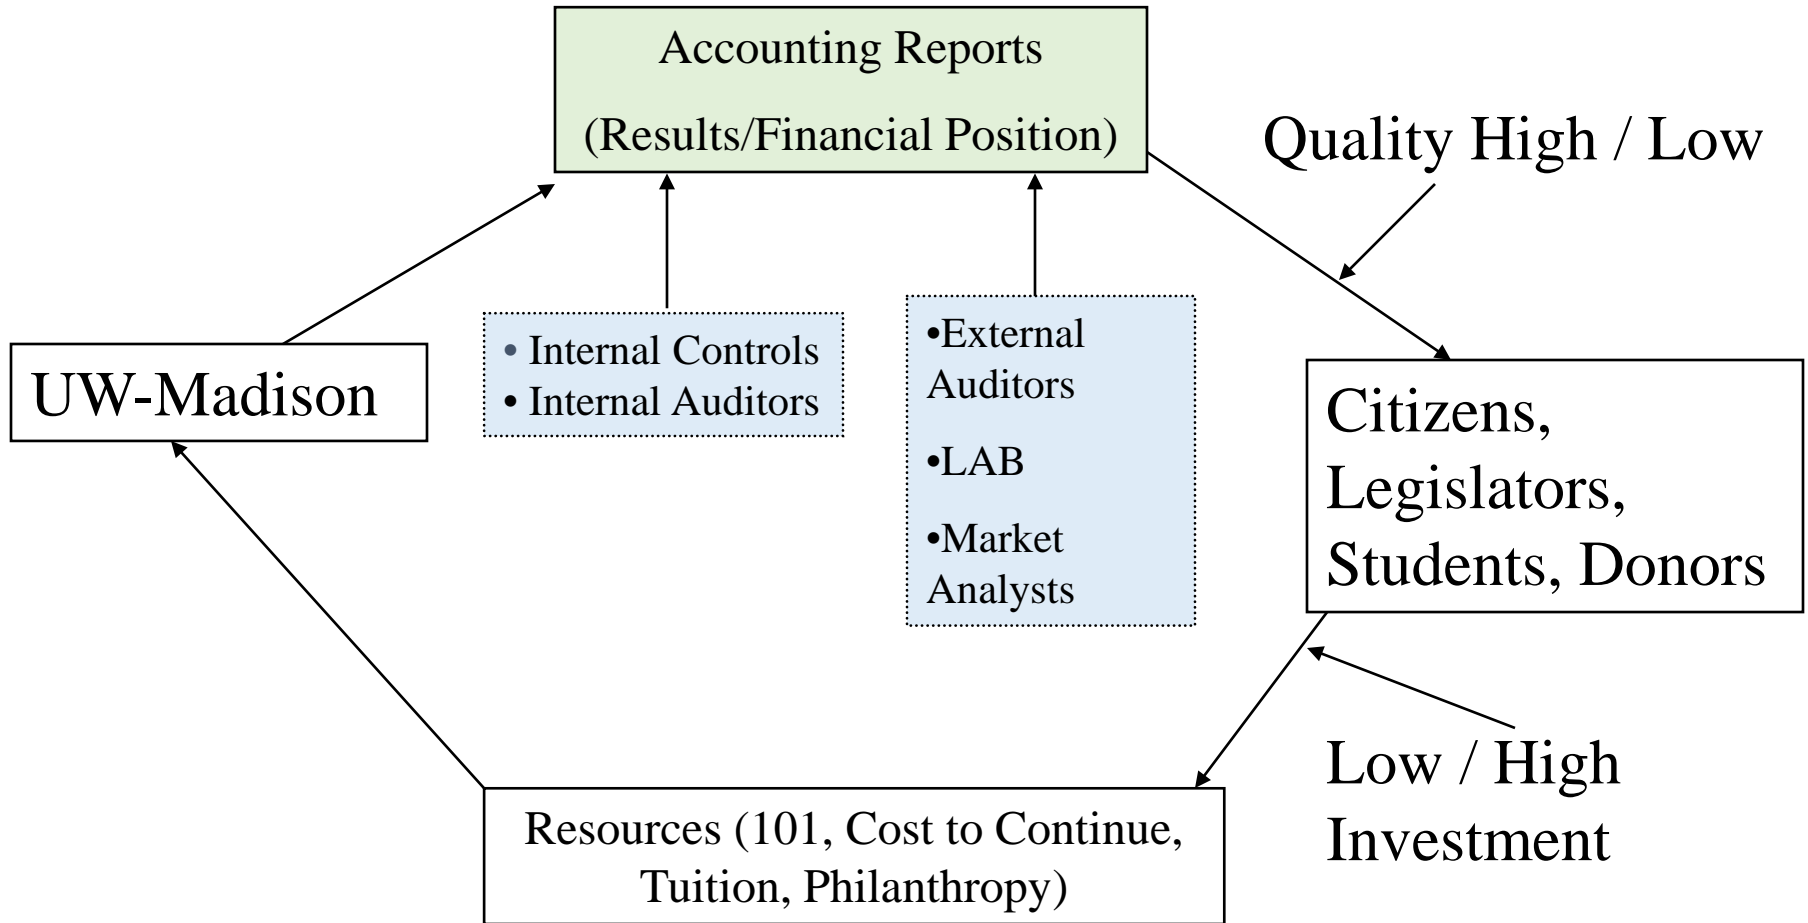 Accounting Reports
(Results/Financial Position)
Quality High / Low
UW-Madison
• Internal Controls
• Internal Auditors
•External
Auditors
•LAB
•Market
Analysts
Citizens,
Legislators,
Students, Donors
Low / High
Investment
Resources (101, Cost to Continue,
Tuition, Philanthropy)